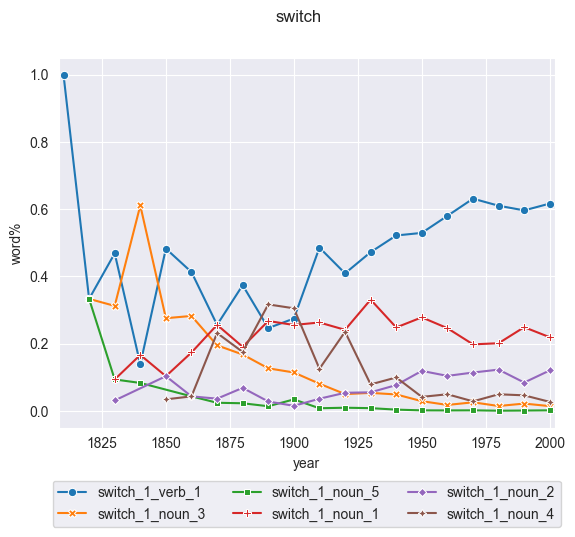 switch
1.0
0.8
0.6
0.4
0.2
0.0
word%
1825 1850 1875 1900 1925 1950 1975 2000
year
switch_1_verb_1 switch_1_noun_5 switch_1_noun_2
switch_1_noun_3 switch_1_noun_1 switch_1_noun_4